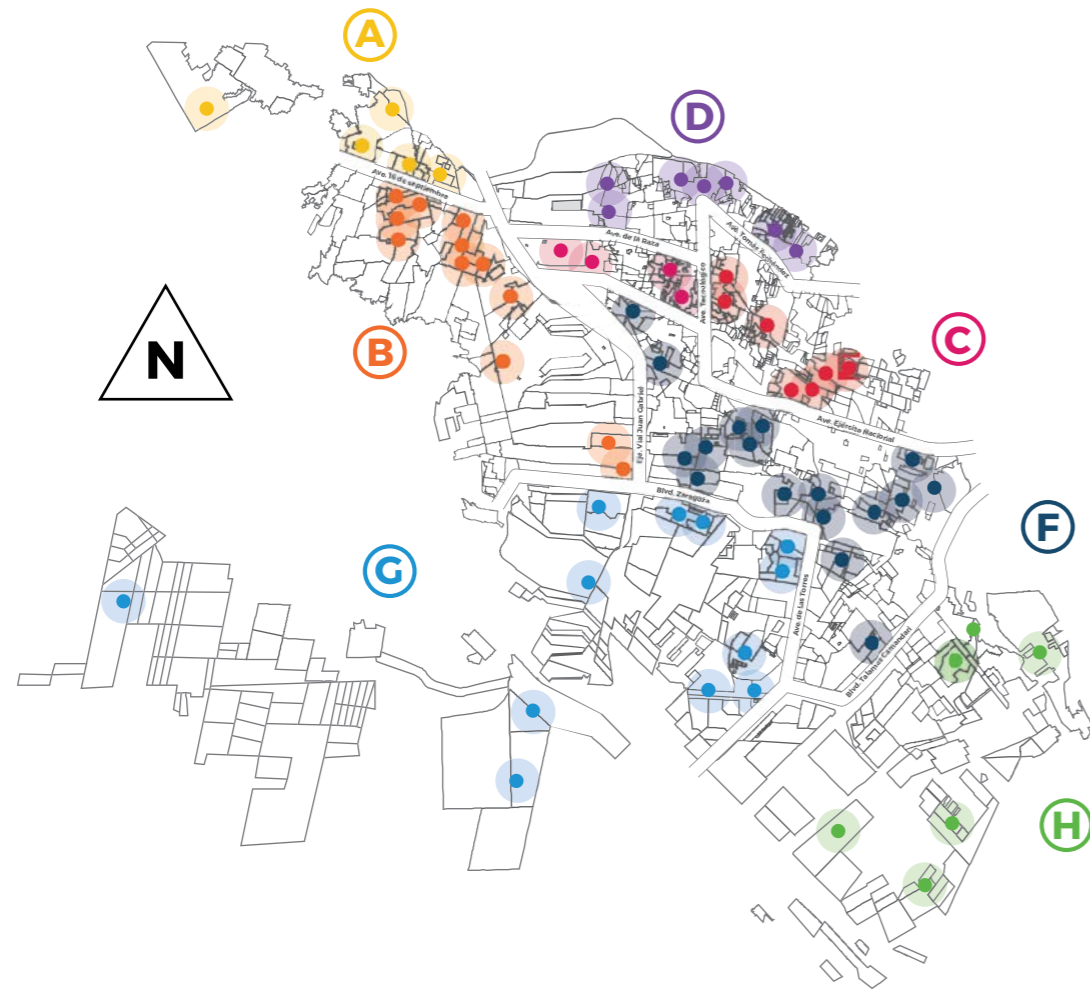 A
D
Ave. 16 de septiembre
Ave. de la Raza
Ave. Tomás Fernández
Ave. Tecnológico
N
B
C
E
Eje. Vial Juan Gabriel
Ave. Ejército Nacional
Blvd. Zaragoza
F
G
Ave. de las Torres
Blvd. Talamás Camandari
H